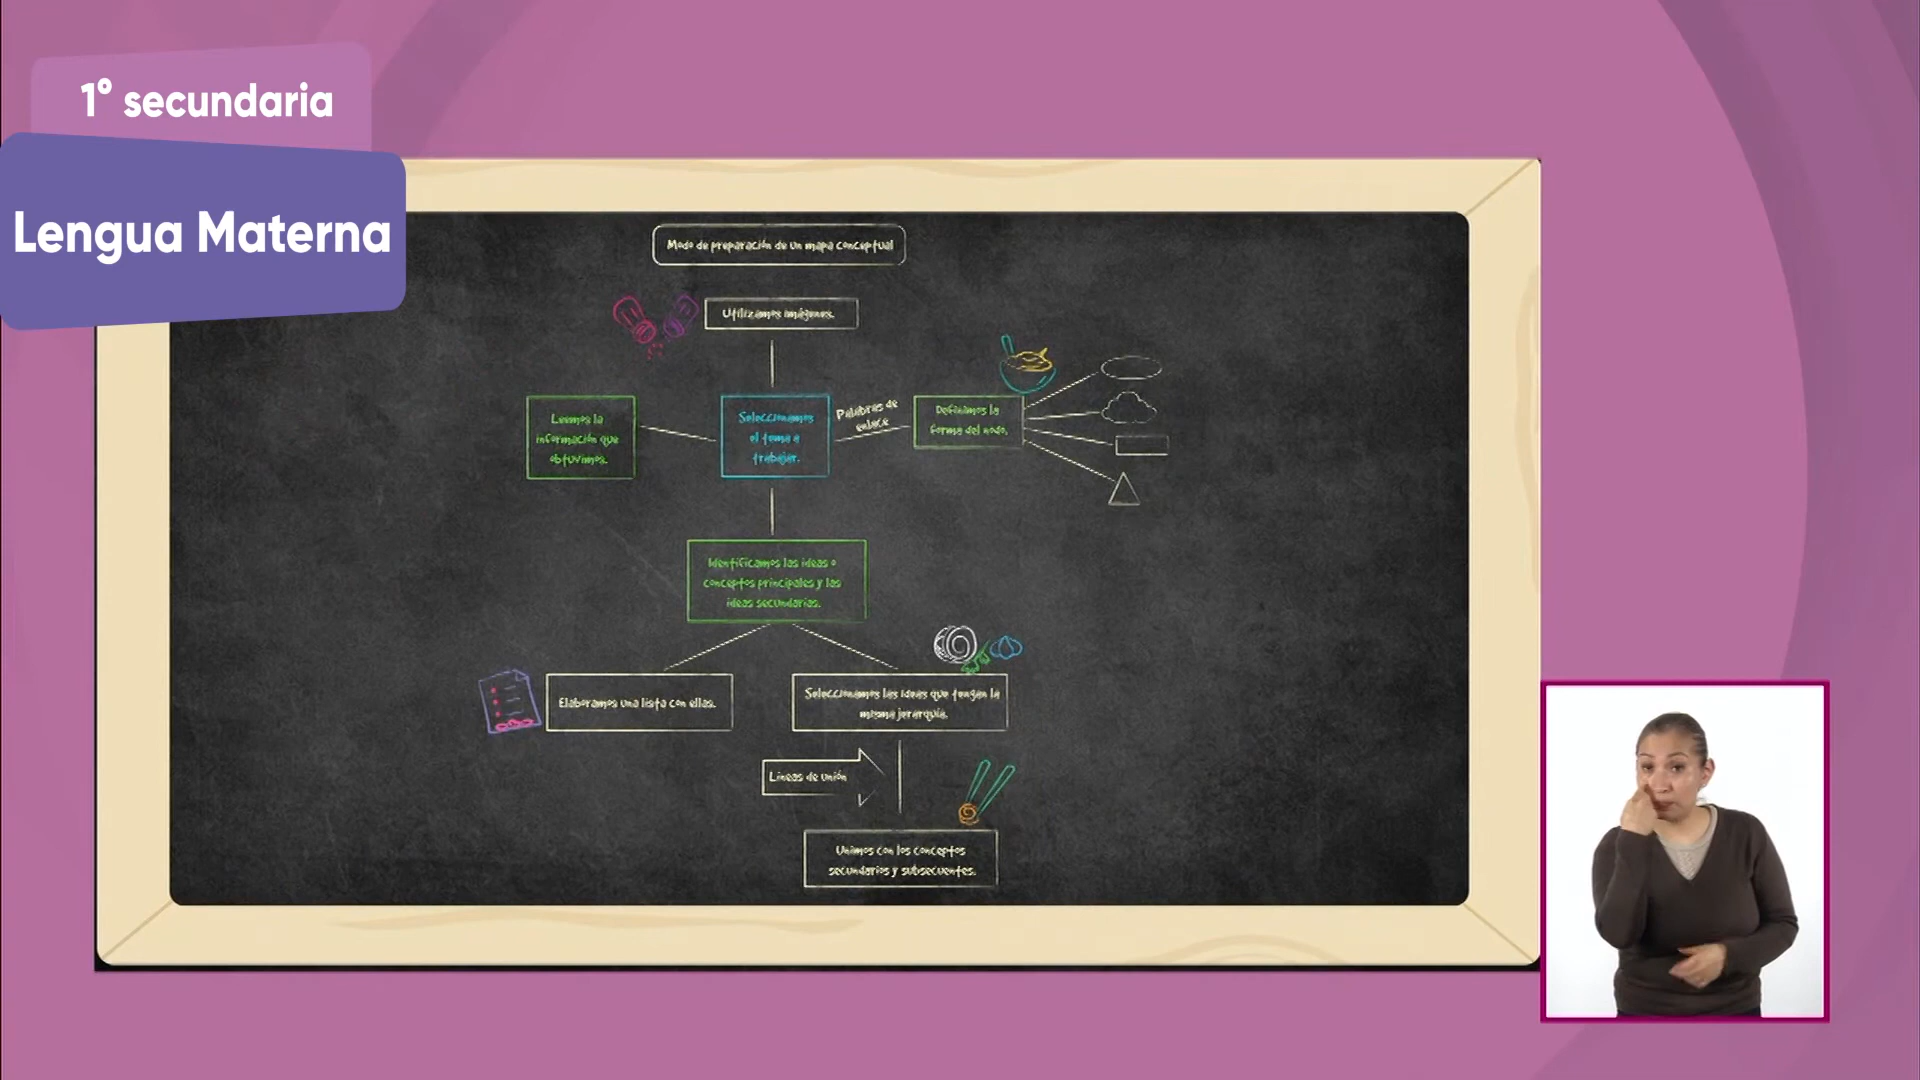 1° secundaria
Lengua Materna
Modo de preparación de un mapa conceptual
Utilizamos imágenes.
Leemos la
información que
obtuvimos.
Seleccionamos
el tema a
trabajar.
Palabras de
enlace
Definimos la
forma del nodo.
Identificamos las ideas o
conceptos principales y las
ideas secundarias.
Elaboramos una lista con ellas.
Seleccionamos las ideas que tengan la
misma jerarquía.
Líneas de unión
Unimos con los conceptos
secundarios y subsecuentes.